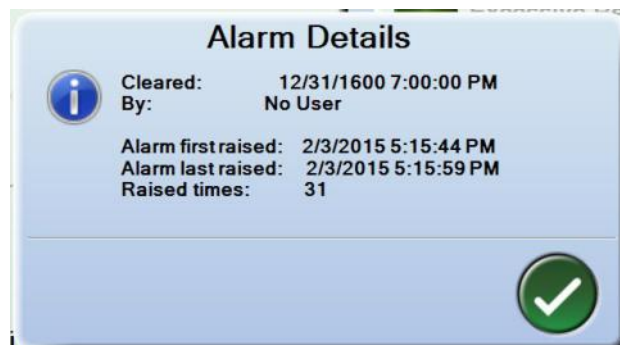 Alarm Details
Cleared: 12/31/1600 7:00:00 PM
By: No User
Alarm first raised: 2/3/2015 5:15:44 PM
Alarm last raised: 2/3/2015 5:15:59 PM
Raised times: 31